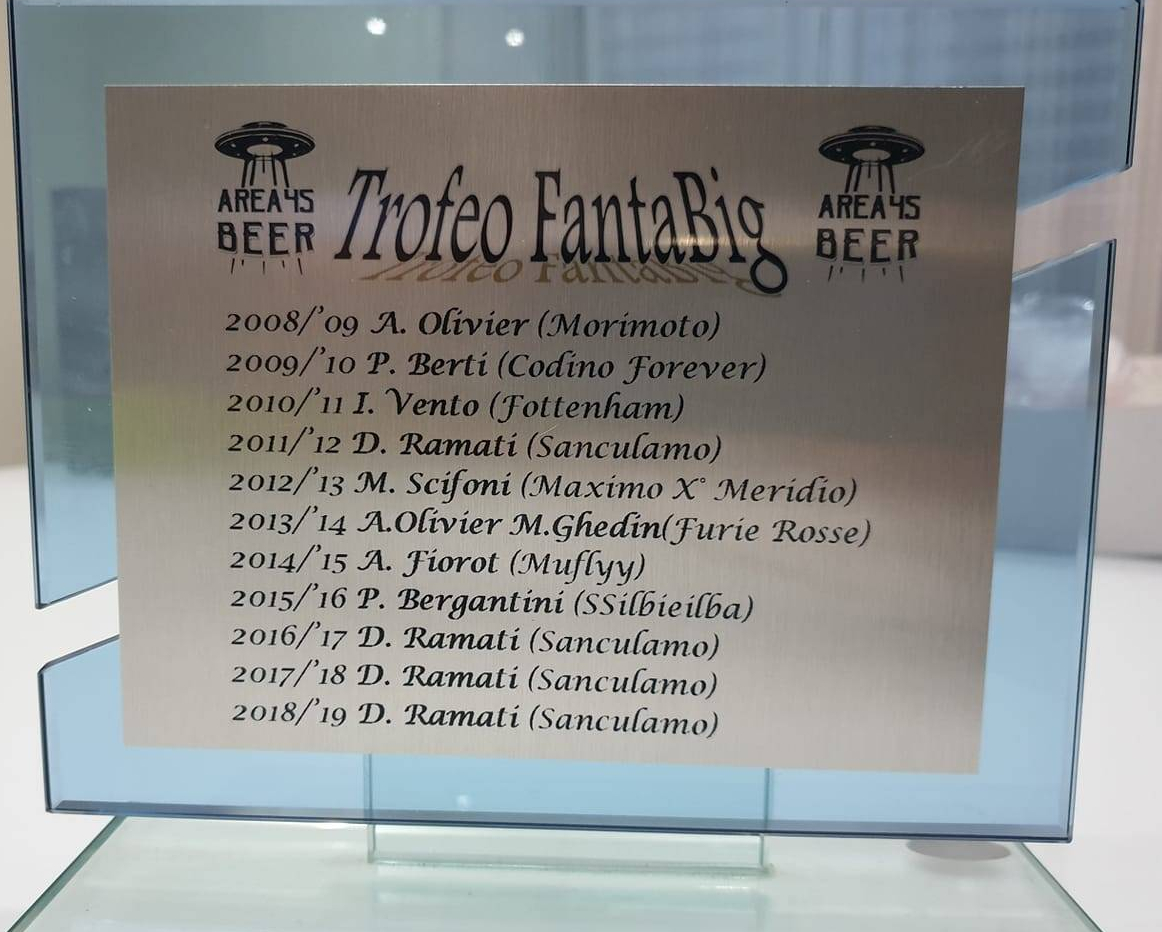 AREA45
BEER
Trofeo FantaBig
AREA45
BEER
2008/'09 A. Olivier (Morimoto)
2009/'10 P. Berti (Codino Forever)
2010/'11 I. Vento (Fottenham)
2011/'12 D. Ramati (Sanculamo)
2012/'13 M. Scifoni (Maximo X° Meridio)
2013/'14 A.Olivier M.Ghedin(Furie Rosse)
2014/'15 A. Fiorot (Muflyy)
2015/'16 P. Bergantini (SSilbieilba)
2016/'17 D. Ramati (Sanculamo)
2017/'18 D. Ramati (Sanculamo)
2018/'19 D. Ramati (Sanculamo)